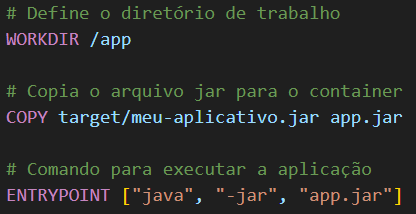 # Define o diretório de trabalho
WORKDIR /app
# Copia o arquivo jar para o container
COPY target/meu-aplicativo.jar app.jar
# Comando para executar a aplicação
ENTRYPOINT ["java", "-jar", "app.jar"]